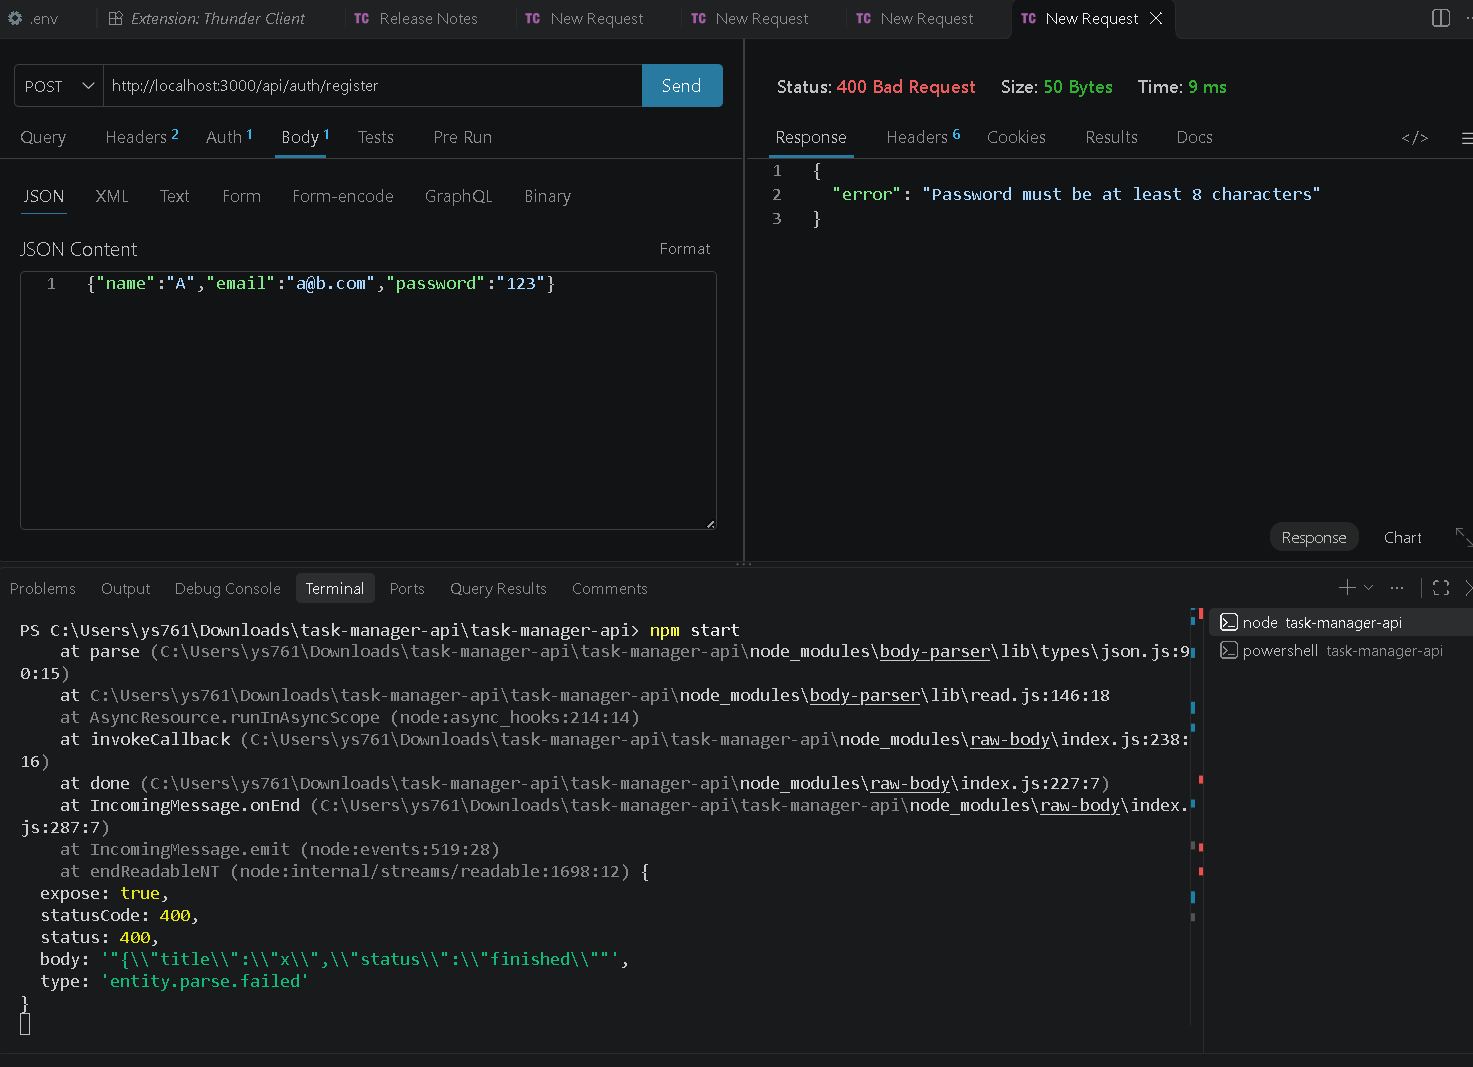 .env
Extension: Thunder Client
TC Release Notes
TC New Request
TC New Request
TC New Request
TC New Request
POST
http://localhost:3000/api/auth/register
Send
Query
Headers 2
Auth 1
Body 1
Tests
Pre Run
JSON
XML
Text
Form
Form-encode
GraphQL
Binary
JSON Content
Format
1 {"name":"A","email":"a@b.com","password":"123"}
Status: 400 Bad Request
Size: 50 Bytes
Time: 9 ms
Response
Headers 6
Cookies
Results
Docs
</>
1 {
2 "error": "Password must be at least 8 characters"
3 }
Response
Chart
Problems
Output
Debug Console
Terminal
Ports
Query Results
Comments
PS C:\Users\ys761\Downloads\task-manager-api\task-manager-api> npm start
at parse (C:\Users\ys761\Downloads\task-manager-api\task-manager-api\node_modules\body-parser\lib\types\json.js:9
0:15)
at C:\Users\ys761\Downloads\task-manager-api\task-manager-api\node_modules\body-parser\lib\read.js:146:18
at AsyncResource.runInAsyncScope (node:async_hooks:214:14)
at invokeCallback (C:\Users\ys761\Downloads\task-manager-api\task-manager-api\node_modules\raw-body\index.js:238:
16)
at done (C:\Users\ys761\Downloads\task-manager-api\task-manager-api\node_modules\raw-body\index.js:227:7)
at IncomingMessage.onEnd (C:\Users\ys761\Downloads\task-manager-api\task-manager-api\node_modules\raw-body\index.
js:287:7)
at IncomingMessage.emit (node:events:519:28)
at endReadableNT (node:internal/streams/readable:1698:12) {
expose: true,
statusCode: 400,
status: 400,
body: '"{\\"title\\":\\"x\\",\\"status\\":\\"finished\\""',
type: 'entity.parse.failed'
}
node task-manager-api
powershell task-manager-api